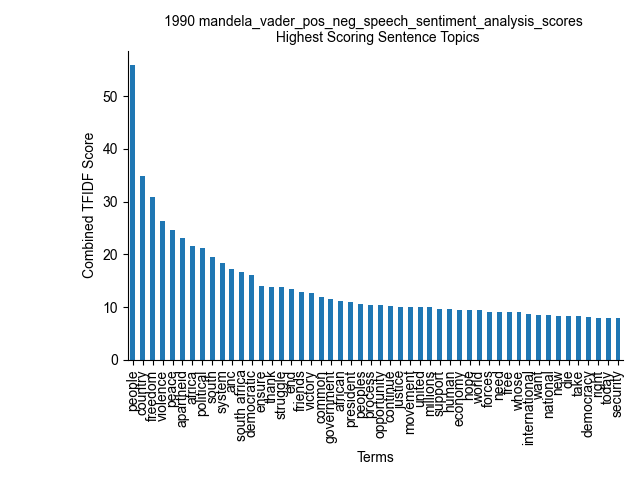 1990 mandela_vader_pos_neg_speech_sentiment_analysis_scores
Highest Scoring Sentence Topics
Combined TFIDF Score
50
40
30
20
10
0
people
country
freedom
violence
peace
apartheid
africa
political
south
system
anc
south africa
democratic
ensure
thank
struggle
end
friends
victory
common
government
african
president
peoples
process
opportunity
continue
justice
movement
united
millions
support
human
economy
hope
world
forces
need
free
whose
international
want
national
new
die
take
democracy
right
today
security
Terms